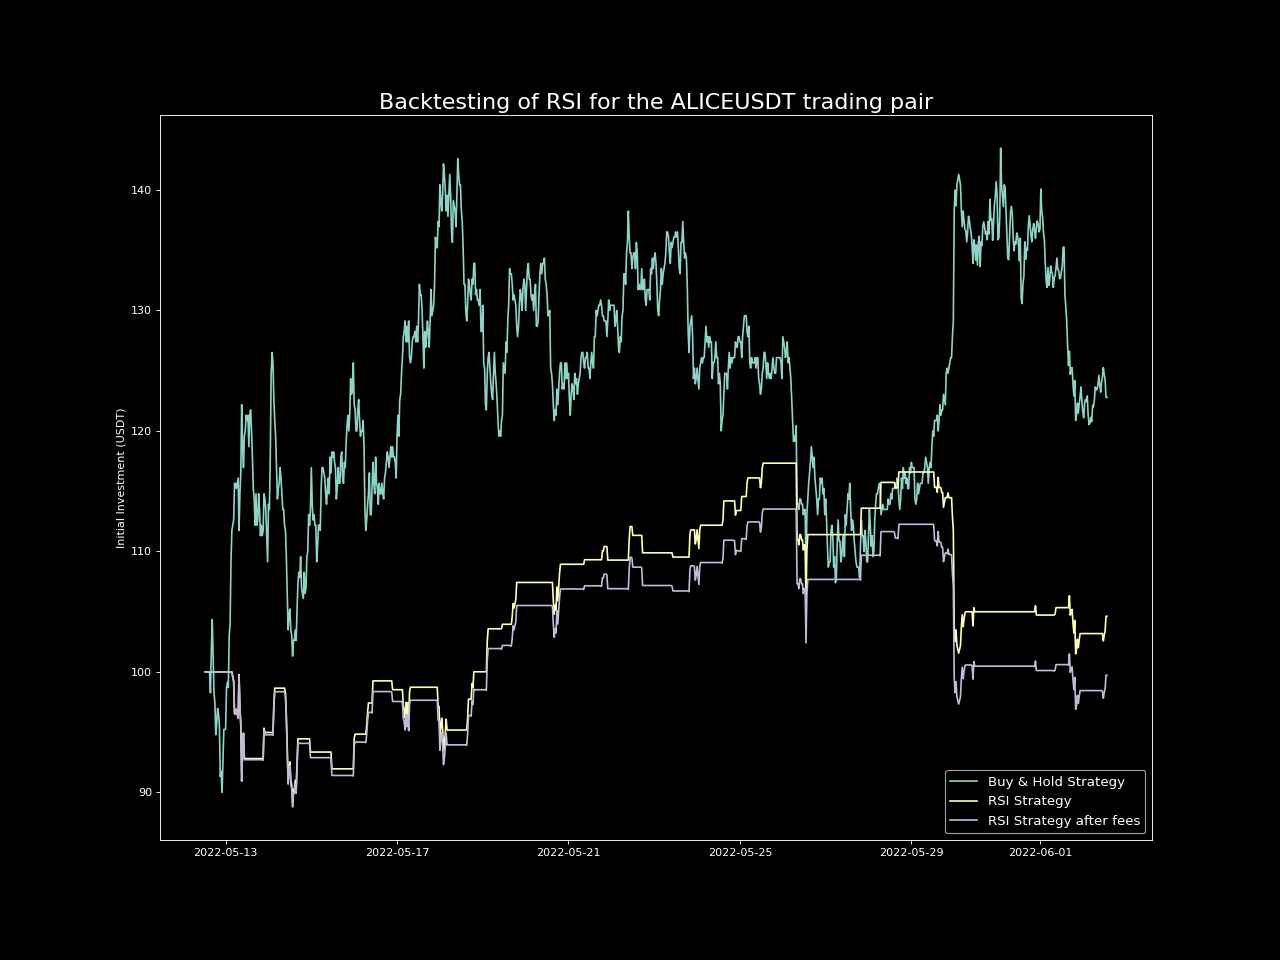 Backtesting of RSI for the ALICEUSDT trading pair
Initial Investment (USDT)
140
130
120
110
100
90
2022-05-13
2022-05-17
2022-05-21
2022-05-25
2022-05-29
2022-06-01
Buy & Hold Strategy
RSI Strategy
RSI Strategy after fees